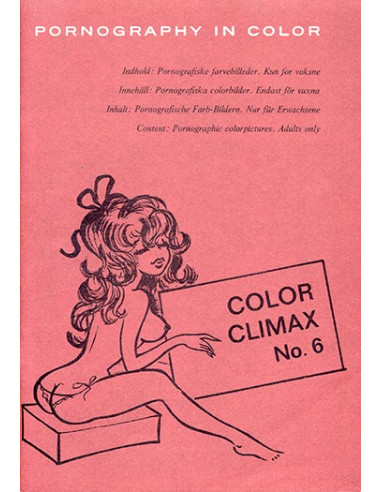 PORNOGRAPHY IN COLOR
Indhold: Pornografiske farvebilleder. Kun for voksne
Innehåll: Pornografiska colorbilder. Endast för vuxna
Inhalt: Pornografische Farb-Bildern. Nur für Erwachsene
Content: Pornographic colorpictures. Adults only
COLOR
CLIMAX
No. 6